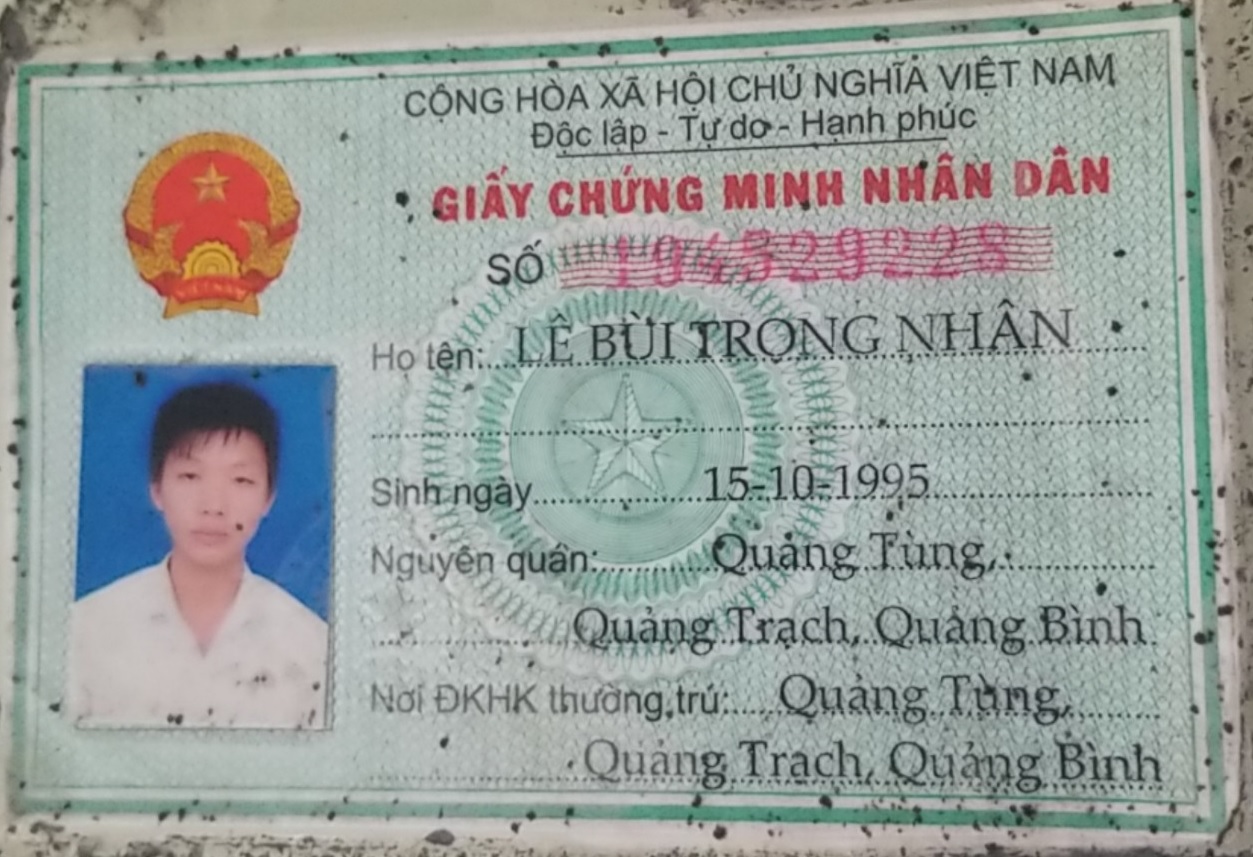 CỘNG HÒA XÃ HỘI CHỦ NGHĨA VIỆT NAM
Độc lập - Tự do - Hạnh phúc
GIẤY CHỨNG MINH NHÂN DÂN
SỐ 194529228
Họ tên: LÊ BÙI TRỌNG NHÂN
Sinh ngày 15-10-1995
Nguyên quán: Quảng Tùng,
Quảng Trạch, Quảng Bình
Nơi ĐKHK thường trú: Quảng Tùng,
Quảng Trạch, Quảng Bình